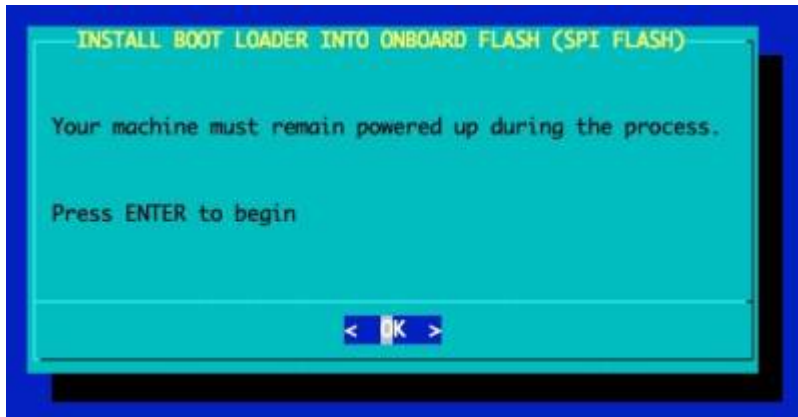 INSTALL BOOT LOADER INTO ONBOARD FLASH (SPI FLASH)
Your machine must remain powered up during the process.
Press ENTER to begin
< OK >